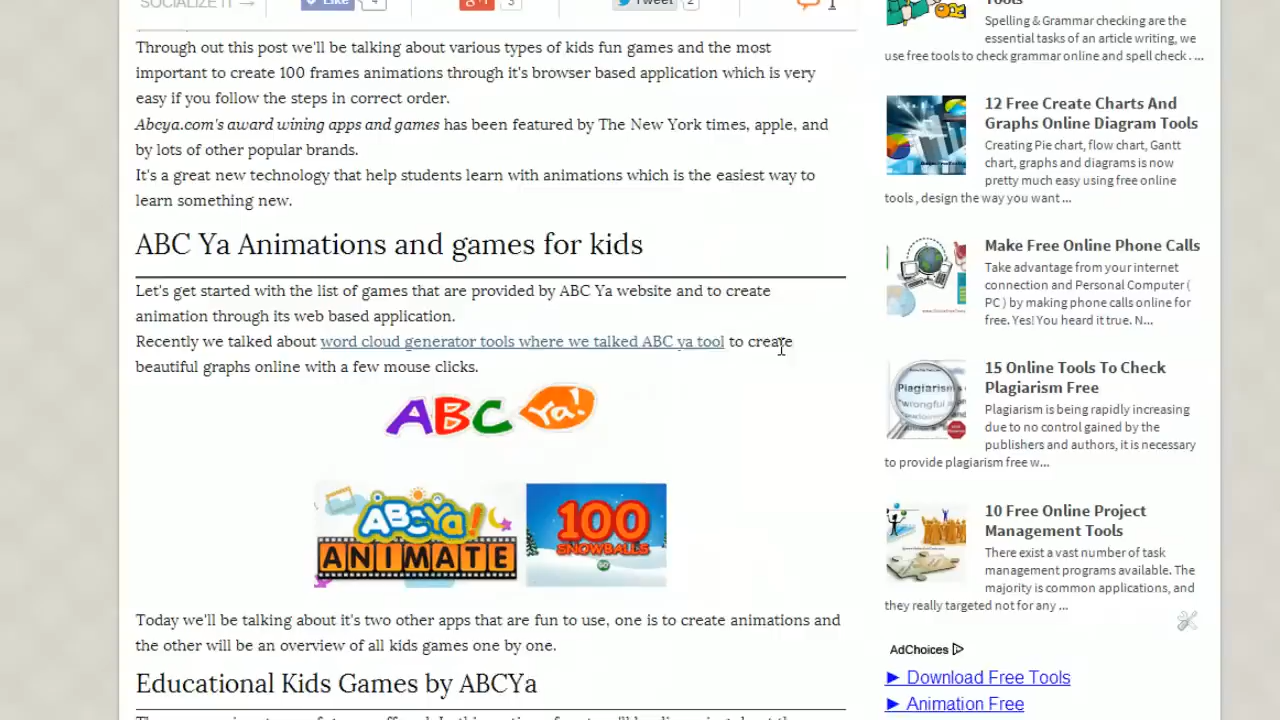 SOCIALIZE IT →
Like
4
+1
3
Tweet
2
1
Through out this post we'll be talking about various types of kids fun games and the most
important to create 100 frames animations through it's browser based application which is very
easy if you follow the steps in correct order.
Abcya.com's award wining apps and games has been featured by The New York times, apple, and
by lots of other popular brands.
It's a great new technology that help students learn with animations which is the easiest way to
learn something new.
ABC Ya Animations and games for kids
Let's get started with the list of games that are provided by ABC Ya website and to create
animation through its web based application.
Recently we talked about word cloud generator tools where we talked ABC ya tool to create
beautiful graphs online with a few mouse clicks.
ABC Ya!
ABCYa!
ANIMATE
100
SNOWBALLS
GO
Today we'll be talking about it's two other apps that are fun to use, one is to create animations and
the other will be an overview of all kids games one by one.
Educational Kids Games by ABCYa
Tools
Spelling & Grammar checking are the
essential tasks of an article writing, we
use free tools to check grammar online and spell check . ...
12 Free Create Charts And
Graphs Online Diagram Tools
Creating Pie chart, flow chart, Gantt
chart, graphs and diagrams is now
pretty much easy using free online
tools , design the way you want ...
Make Free Online Phone Calls
Take advantage from your internet
connection and Personal Computer (
PC ) by making phone calls online for
free. Yes! You heard it true. N...
15 Online Tools To Check
Plagiarism Free
Plagiarism is being rapidly increasing
due to no control gained by the
publishers and authors, it is necessary
to provide plagiarism free w...
Plagiarism
wrongful
10 Free Online Project
Management Tools
There exist a vast number of task
management programs available. The
majority is common applications, and
they really targeted not for any ...
AdChoices
► Download Free Tools
► Animation Free